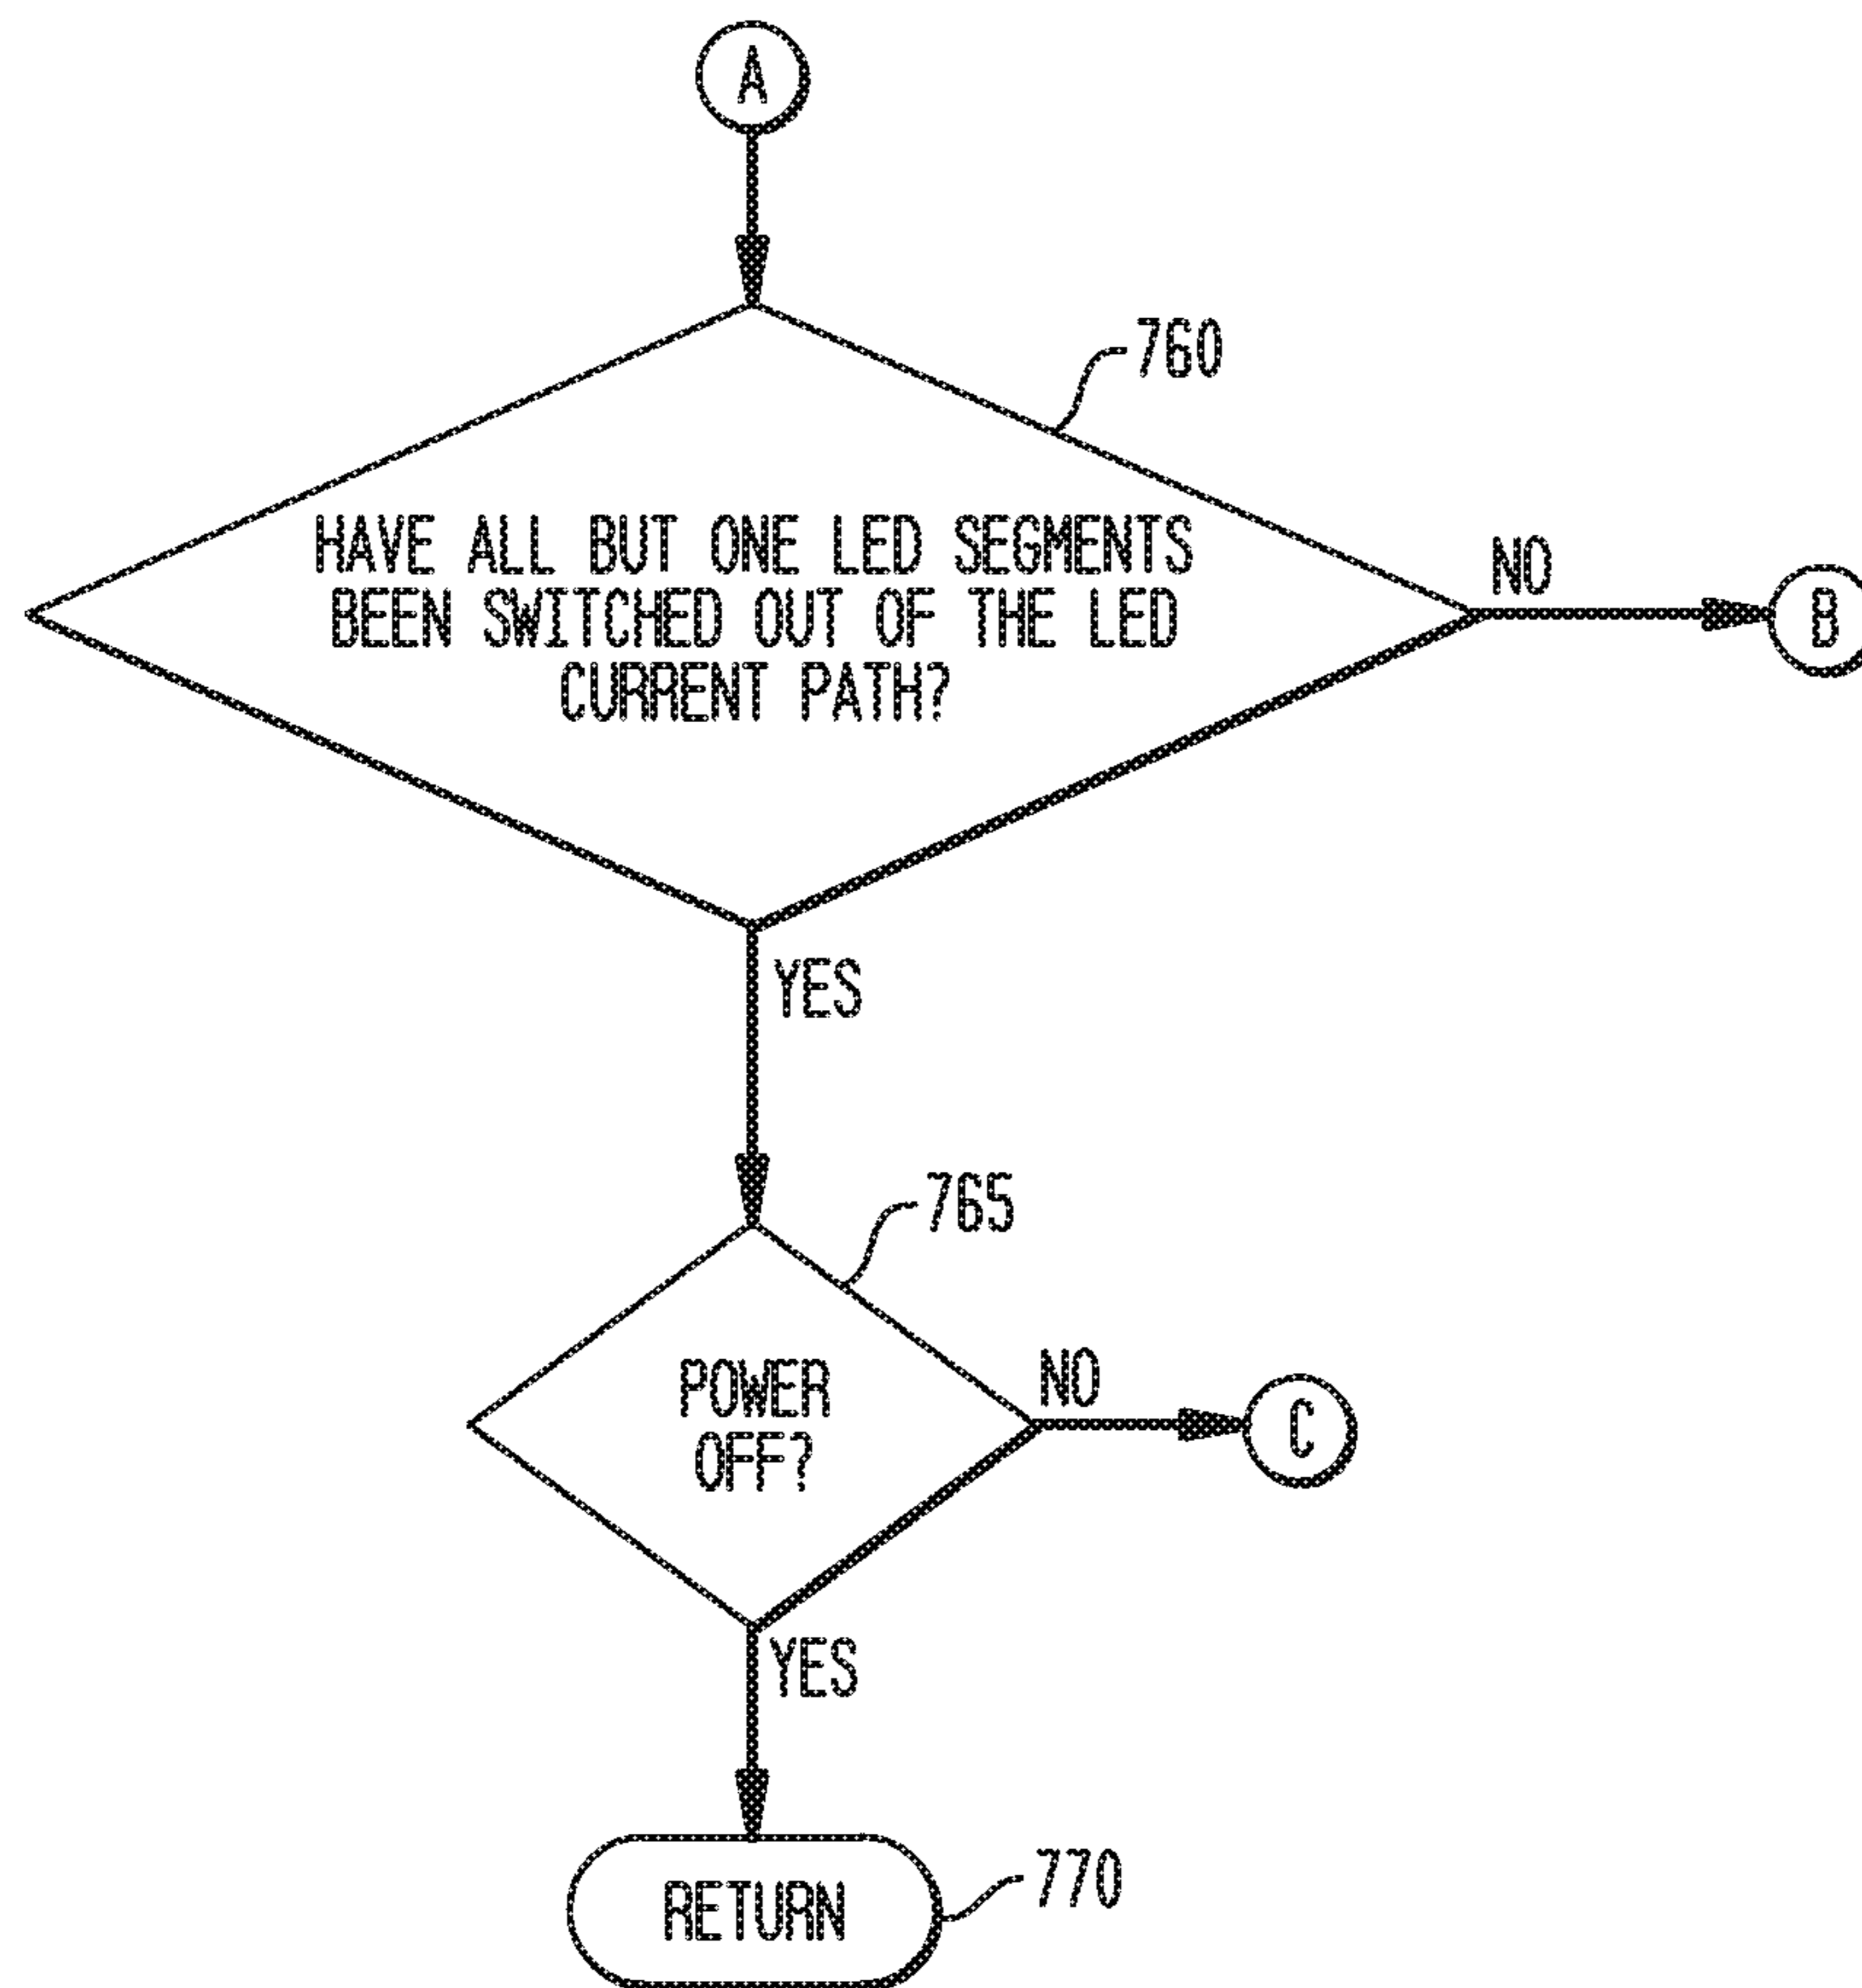 A
760
HAVE ALL BUT ONE LED SEGMENTS
BEEN SWITCHED OUT OF THE LED
CURRENT PATH?
NO
B
YES
765
POWER
OFF?
NO
C
YES
RETURN
770